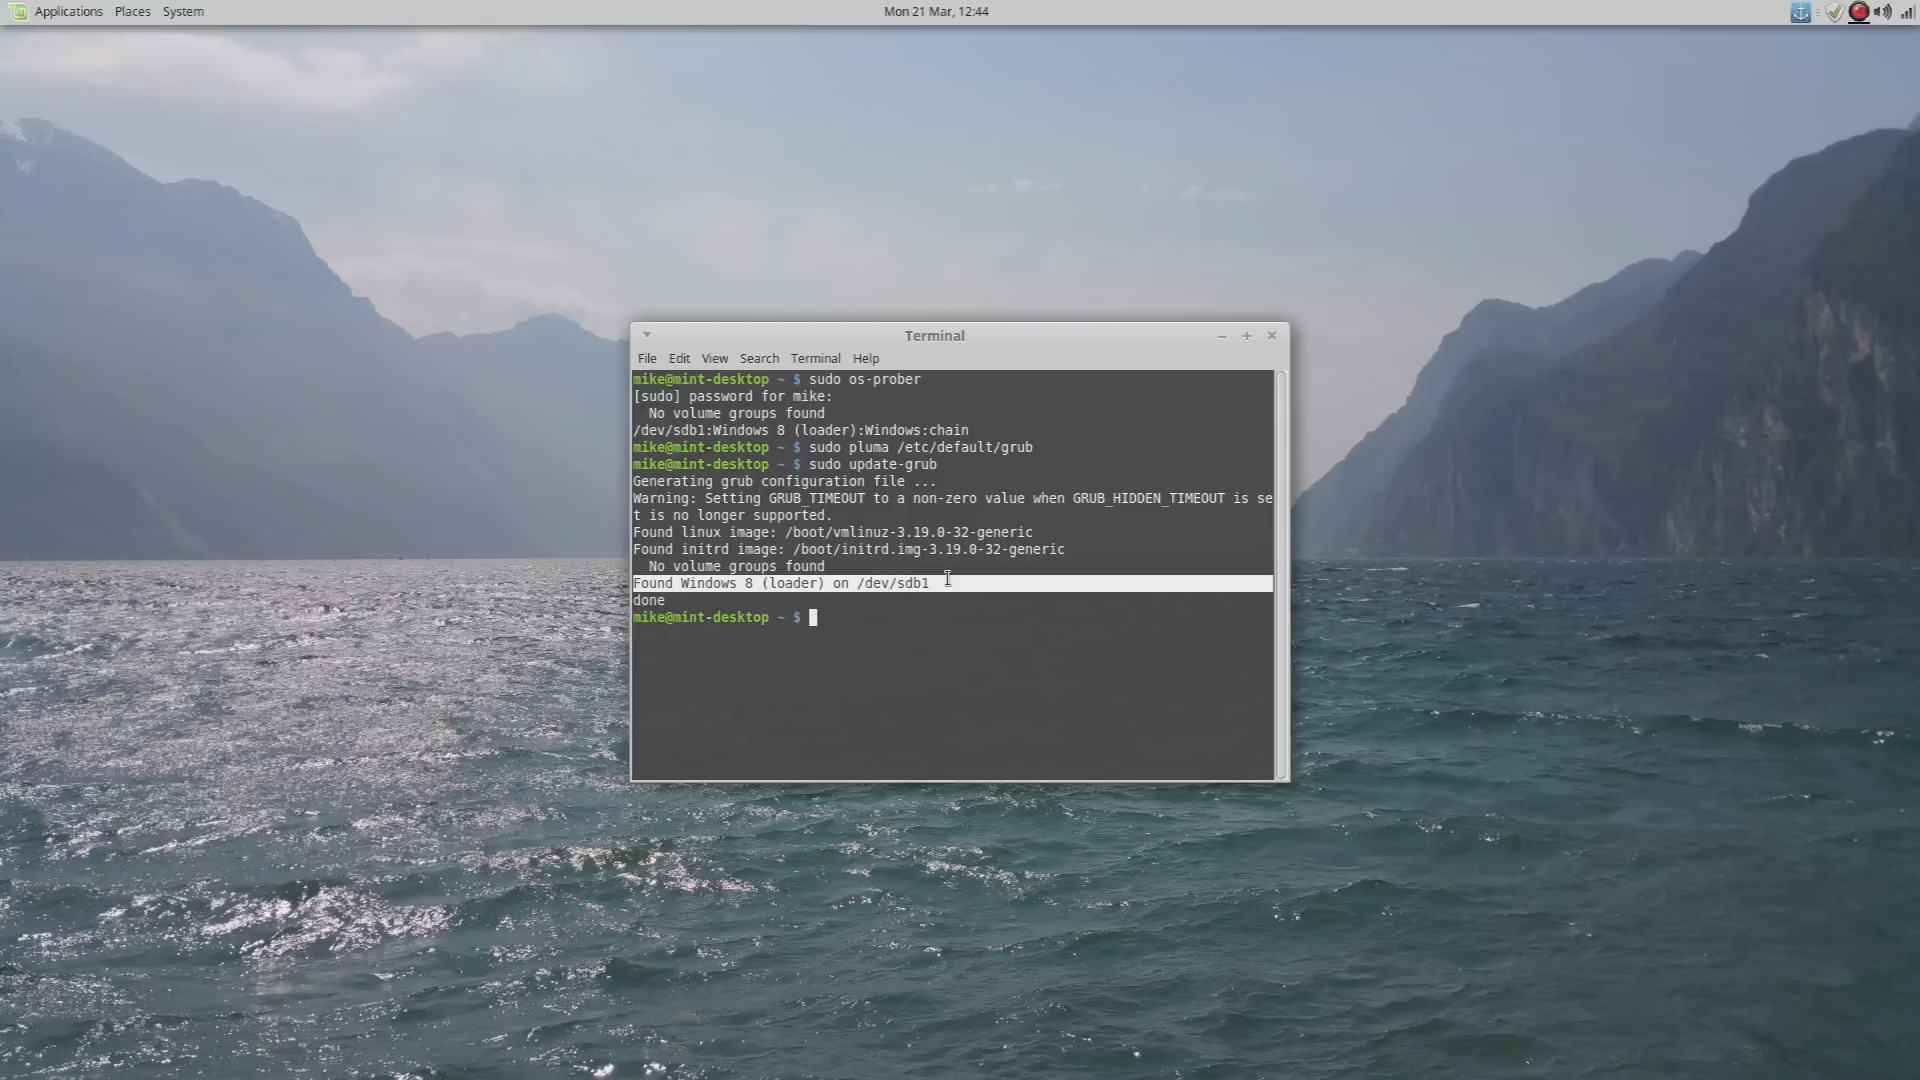 Applications Places System
Mon 21 Mar, 12:44
Terminal
File Edit View Search Terminal Help
mike@mint-desktop ~ $ sudo os-prober
[sudo] password for mike:
  No volume groups found
/dev/sdb1:Windows 8 (loader):Windows:chain
mike@mint-desktop ~ $ sudo pluma /etc/default/grub
mike@mint-desktop ~ $ sudo update-grub
Generating grub configuration file ...
Warning: Setting GRUB_TIMEOUT to a non-zero value when GRUB_HIDDEN_TIMEOUT is se
t is no longer supported.
Found linux image: /boot/vmlinuz-3.19.0-32-generic
Found initrd image: /boot/initrd.img-3.19.0-32-generic
  No volume groups found
Found Windows 8 (loader) on /dev/sdb1
done
mike@mint-desktop ~ $